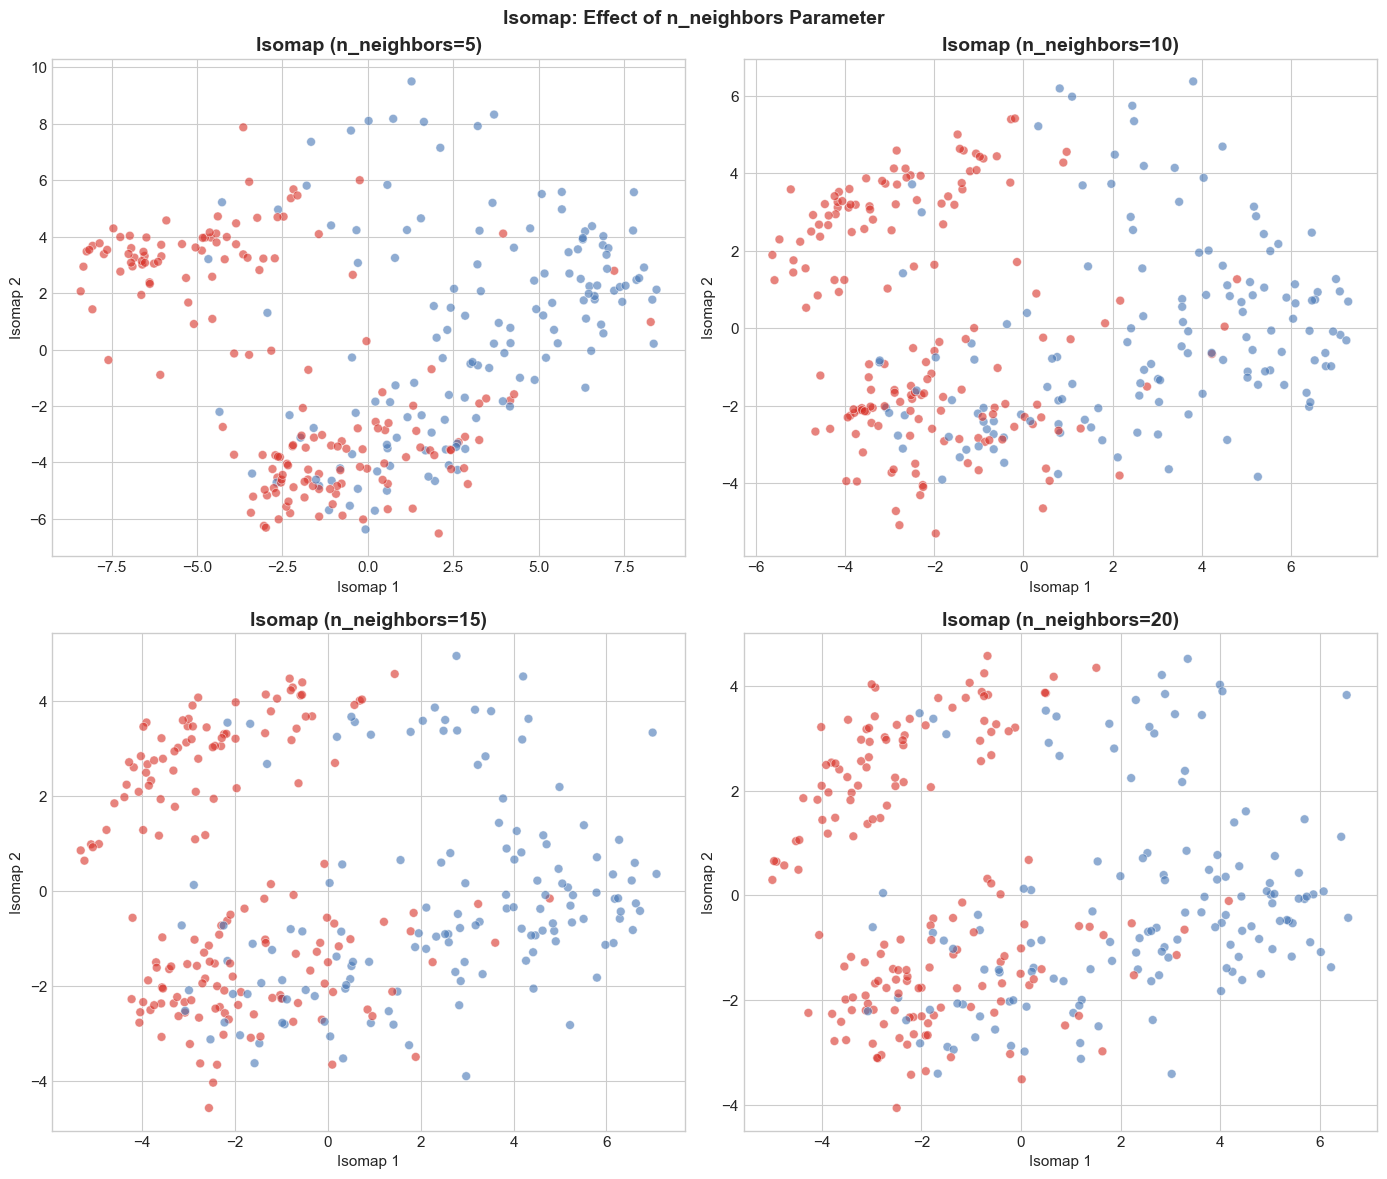 Isomap: Effect of n_neighbors Parameter
Isomap (n_neighbors=5)
10
8
6
4
2
0
−2
−4
−6
−7.5 −5.0 −2.5 0.0 2.5 5.0 7.5
Isomap 1
Isomap 2
Isomap (n_neighbors=10)
6
4
2
0
−2
−4
−6 −4 −2 0 2 4 6
Isomap 1
Isomap 2
Isomap (n_neighbors=15)
4
2
0
−2
−4
−4 −2 0 2 4 6
Isomap 1
Isomap 2
Isomap (n_neighbors=20)
4
2
0
−2
−4
−4 −2 0 2 4 6
Isomap 1
Isomap 2